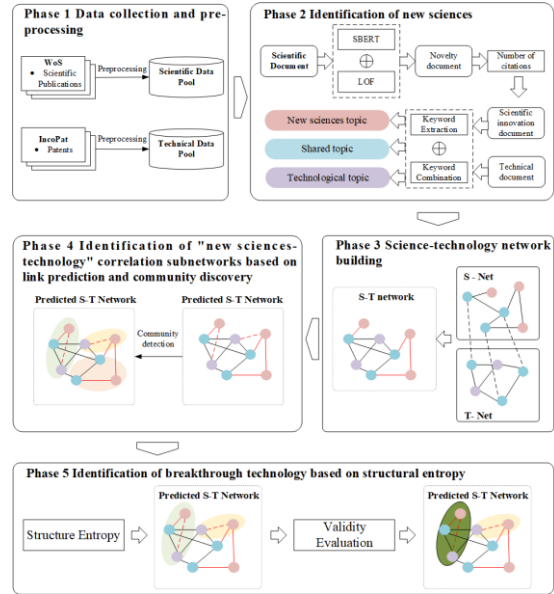 Phase 1 Data collection and pre-
processing
WoS
• Scientific
Publications
Preprocessing
Scientific Data
Pool
IncoPat
• Patents
Preprocessing
Technical Data
Pool
Phase 2 Identification of new sciences
Scientific
Document
SBERT
LOF
Novelty
document
Number of
citations
New sciences topic
Shared topic
Technological topic
Keyword
Extraction
Keyword
Combination
Scientific
innovation
document
Technical
document
Phase 4 Identification of "new sciences-
technology" correlation subnetworks based on
link prediction and community discovery
Predicted S-T Network
Community
detection
Predicted S-T Network
Phase 3 Science-technology network
building
S-T network
S - Net
T- Net
Phase 5 Identification of breakthrough technology based on structural entropy
Structure Entropy
Predicted S-T Network
Validity
Evaluation
Predicted S-T Network